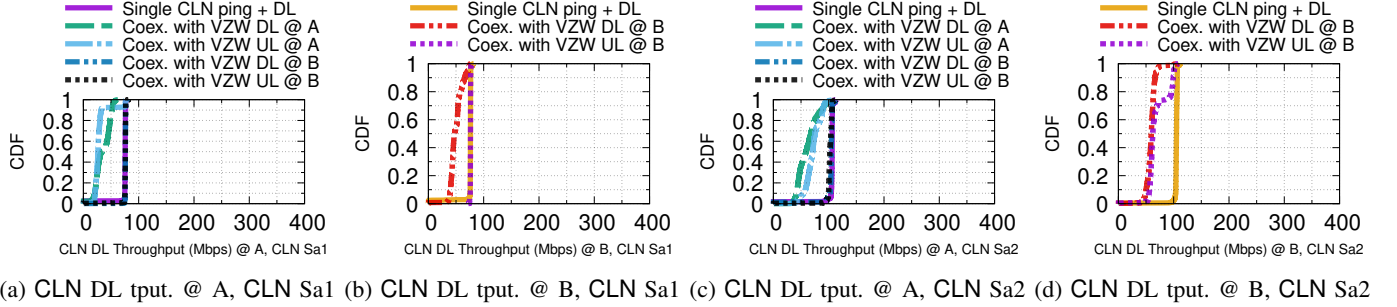 Single CLN ping + DL
Coex. with VZW DL @ A
Coex. with VZW UL @ A
Coex. with VZW DL @ B
Coex. with VZW UL @ B
CDF
1
0.8
0.6
0.4
0.2
0
0 100 200 300 400
CLN DL Throughput (Mbps) @ A, CLN Sa1
Single CLN ping + DL
Coex. with VZW DL @ B
Coex. with VZW UL @ B
CDF
1
0.8
0.6
0.4
0.2
0
0 100 200 300 400
CLN DL Throughput (Mbps) @ B, CLN Sa1
Single CLN ping + DL
Coex. with VZW DL @ A
Coex. with VZW UL @ A
Coex. with VZW DL @ B
Coex. with VZW UL @ B
CDF
1
0.8
0.6
0.4
0.2
0
0 100 200 300 400
CLN DL Throughput (Mbps) @ A, CLN Sa2
Single CLN ping + DL
Coex. with VZW DL @ B
Coex. with VZW UL @ B
CDF
1
0.8
0.6
0.4
0.2
0
0 100 200 300 400
CLN DL Throughput (Mbps) @ B, CLN Sa2
(a) CLN DL tput. @ A, CLN Sa1 (b) CLN DL tput. @ B, CLN Sa1 (c) CLN DL tput. @ A, CLN Sa2 (d) CLN DL tput. @ B, CLN Sa2